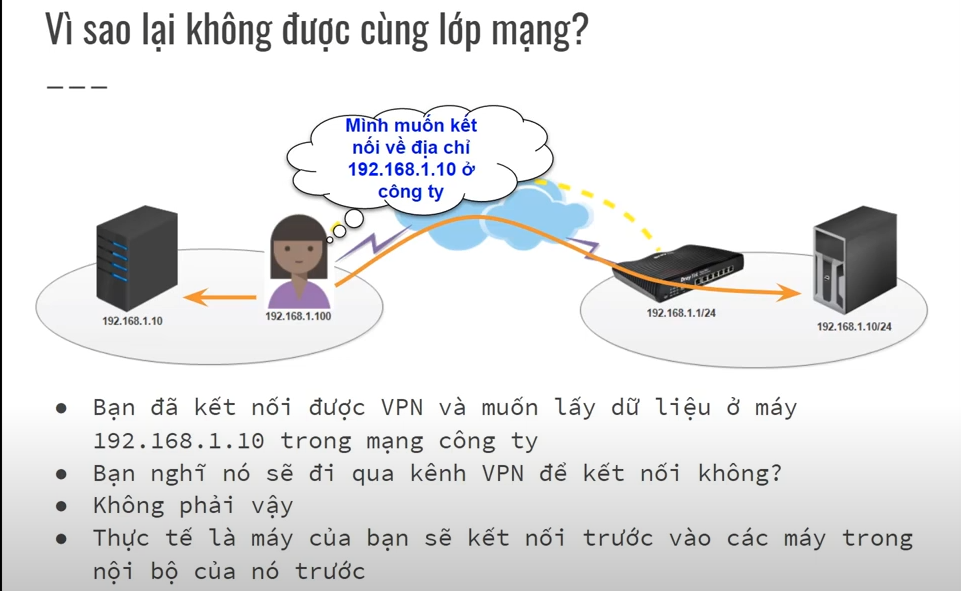 Vì sao lại không được cùng lớp mạng?
Mình muốn kết
nối về địa chỉ
192.168.1.10 ở
công ty
192.168.1.10
192.168.1.100
192.168.1.1/24
192.168.1.10/24
● Bạn đã kết nối được VPN và muốn lấy dữ liệu ở máy
192.168.1.10 trong mạng công ty
● Bạn nghĩ nó sẽ đi qua kênh VPN để kết nối không?
● Không phải vậy
● Thực tế là máy của bạn sẽ kết nối trước vào các máy trong
nội bộ của nó trước